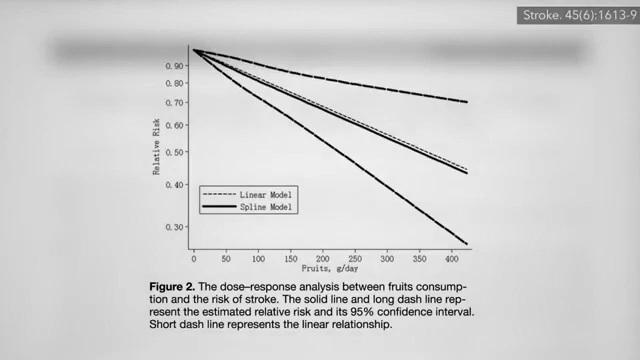 Stroke. 45(6):1613-9
0.90
0.80
0.70
0.60
0.50
0.40
0.30
Relative Risk
Linear Model
Spline Model
0 50 100 150 200 250 300 350 400
Fruits, g/day
Figure 2. The dose–response analysis between fruits consump-
tion and the risk of stroke. The solid line and long dash line rep-
resent the estimated relative risk and its 95% confidence interval.
Short dash line represents the linear relationship.